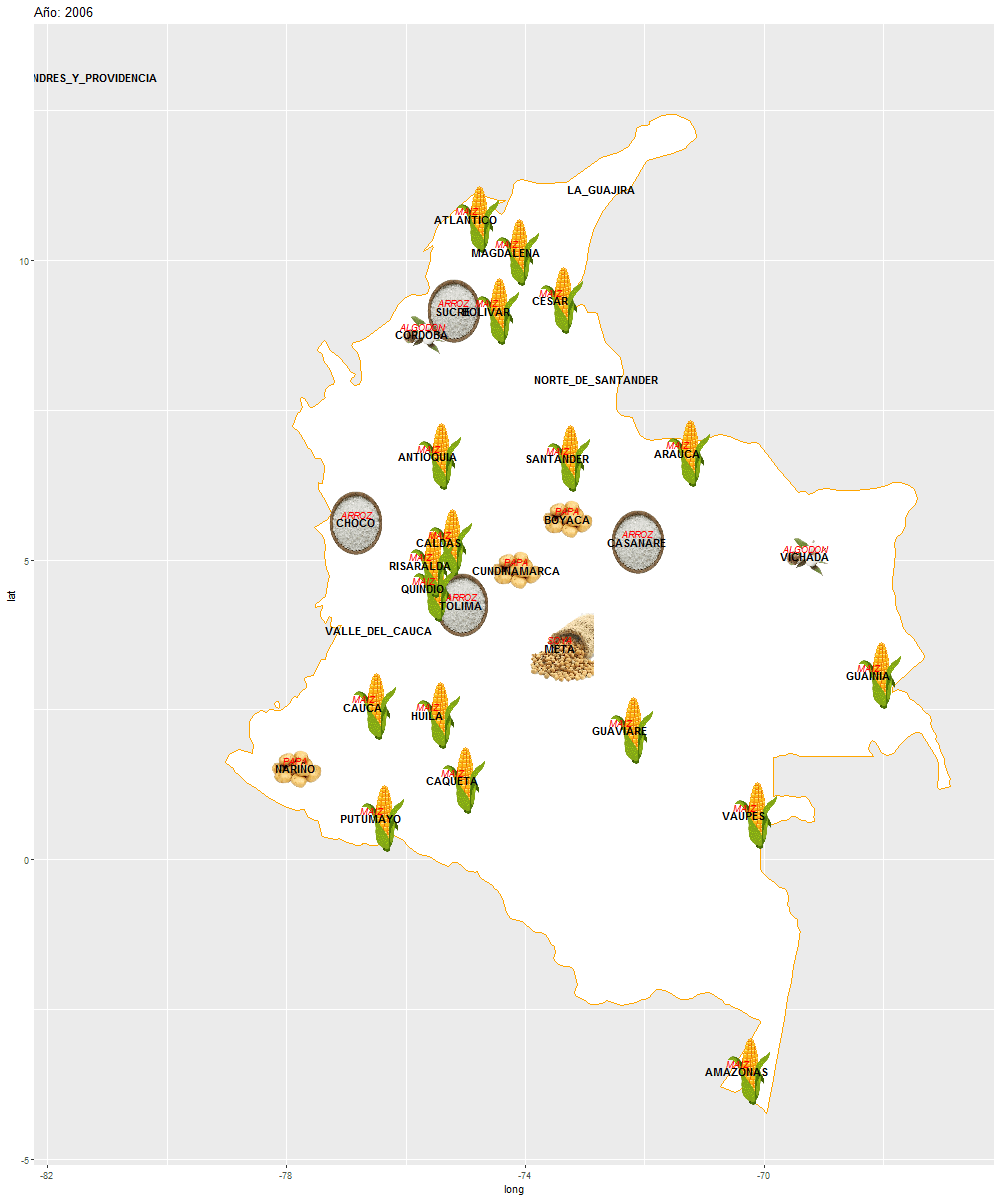 Año: 2006
NDRES_Y_PROVIDENCIA
LA_GUAJIRA
MAIZ
ATLANTICO
MAIZ
MAGDALENA
10
MAIZ
CESAR
ARROZ
SUCRE
MAIZ
BOLIVAR
ALGODON
CORDOBA
NORTE_DE_SANTANDER
MAIZ
ANTIOQUIA
MAIZ
SANTANDER
MAIZ
ARAUCA
ARROZ
CHOCO
PAPA
BOYACA
MAIZ
CALDAS
ARROZ
CASANARE
ALGODON
VICHADA
5
MAIZ
RISARALDA
PAPA
CUNDINAMARCA
MAIZ
QUINDIO
ARROZ
TOLIMA
lat
VALLE_DEL_CAUCA
SOYA
META
MAIZ
GUAINIA
MAIZ
CAUCA
MAIZ
HUILA
MAIZ
GUAVIARE
PAPA
NARIÑO
MAIZ
CAQUETA
MAIZ
PUTUMAYO
MAIZ
VAUPES
0
MAIZ
AMAZONAS
-5
-82
-78
-74
-70
long